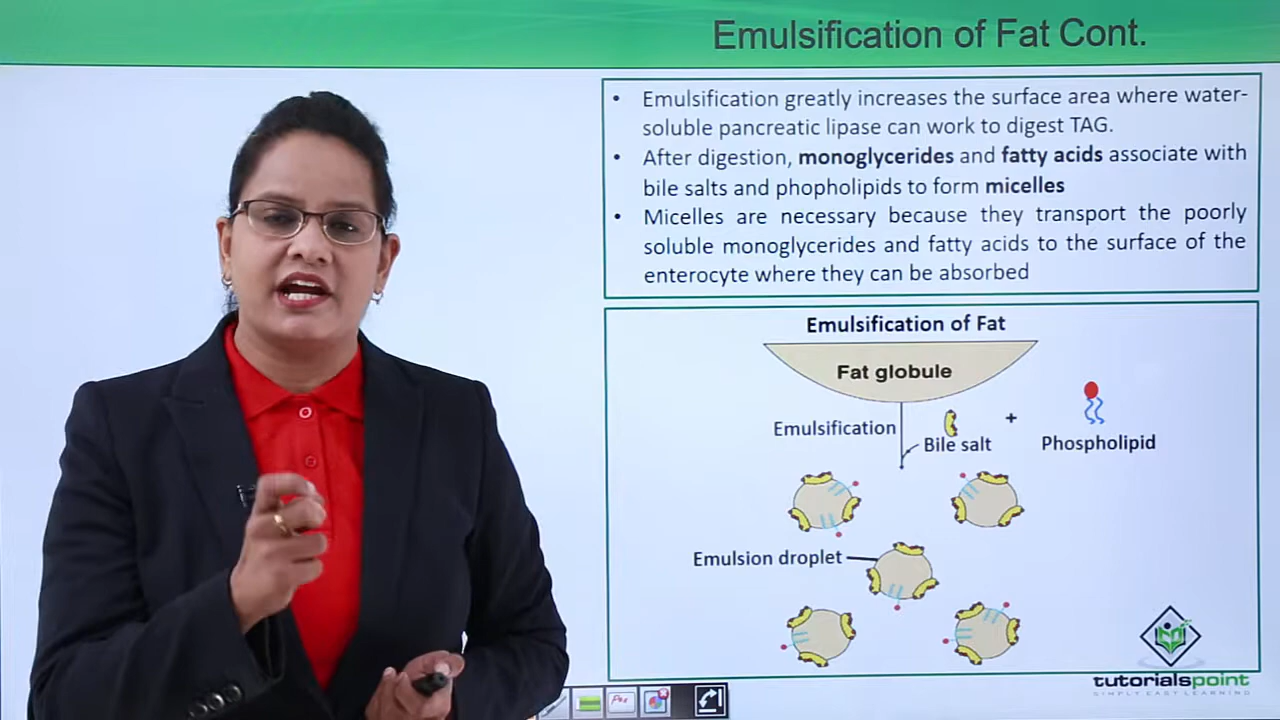 Emulsification of Fat Cont.
• Emulsification greatly increases the surface area where water-
soluble pancreatic lipase can work to digest TAG.
• After digestion, monoglycerides and fatty acids associate with
bile salts and phopholipids to form micelles
• Micelles are necessary because they transport the poorly
soluble monoglycerides and fatty acids to the surface of the
enterocyte where they can be absorbed
Emulsification of Fat
Fat globule
Emulsification
Bile salt
+
Phospholipid
Emulsion droplet
tutorialspoint
SIMPLY EASY LEARNING